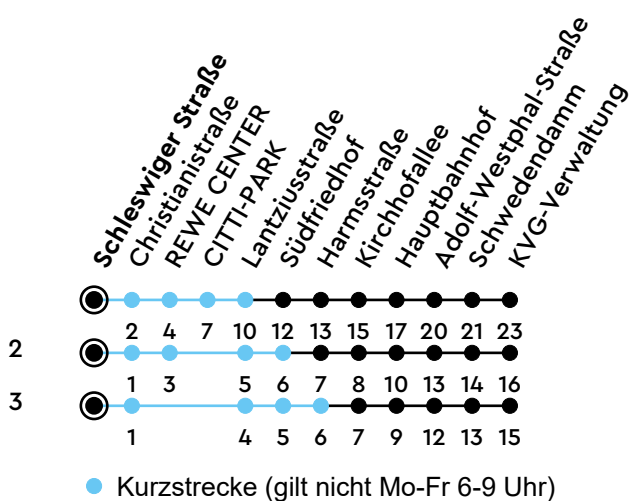 Schleswiger Straße
Christianistraße
REWE CENTER
CITTI-PARK
Lantziusstraße
Südfriedhof
Harmsstraße
Kirchhofallee
Hauptbahnhof
Adolf-Westphal-Straße
Schwedendamm
KVG-Verwaltung
2 4 7 10 12 13 15 17 20 21 23
2
1 3 5 6 7 8 10 13 14 16
3
1 4 5 6 7 9 12 13 15
Kurzstrecke (gilt nicht Mo-Fr 6-9 Uhr)